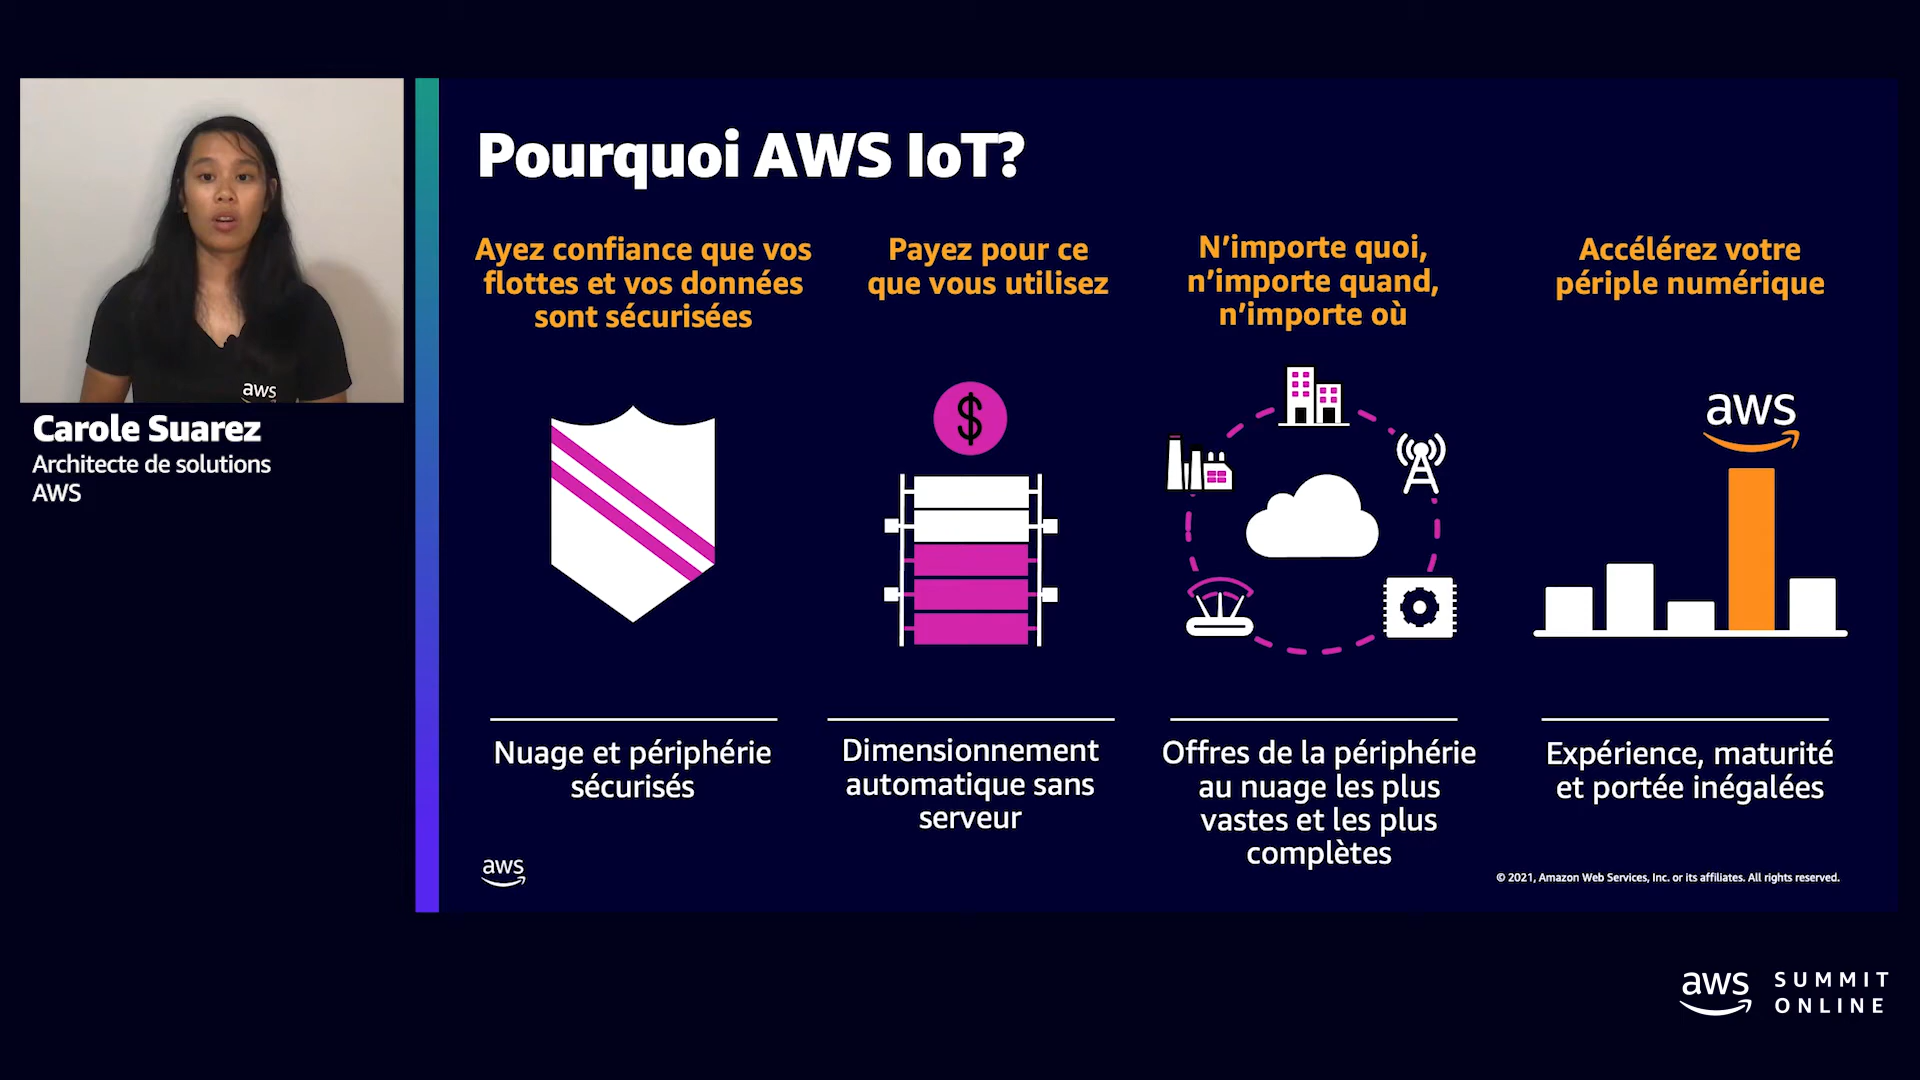 aws
Carole Suarez
Architecte de solutions
AWS
Pourquoi AWS IoT?
Ayez confiance que vos
flottes et vos données
sont sécurisées
Nuage et périphérie
sécurisés
Payez pour ce
que vous utilisez
$
Dimensionnement
automatique sans
serveur
N'importe quoi,
n'importe quand,
n'importe où
Offres de la périphérie
au nuage les plus
vastes et les plus
complètes
Accélérez votre
périple numérique
aws
Expérience, maturité
et portée inégalées
aws
© 2021, Amazon Web Services, Inc. or its affiliates. All rights reserved.
aws SUMMIT
ONLINE